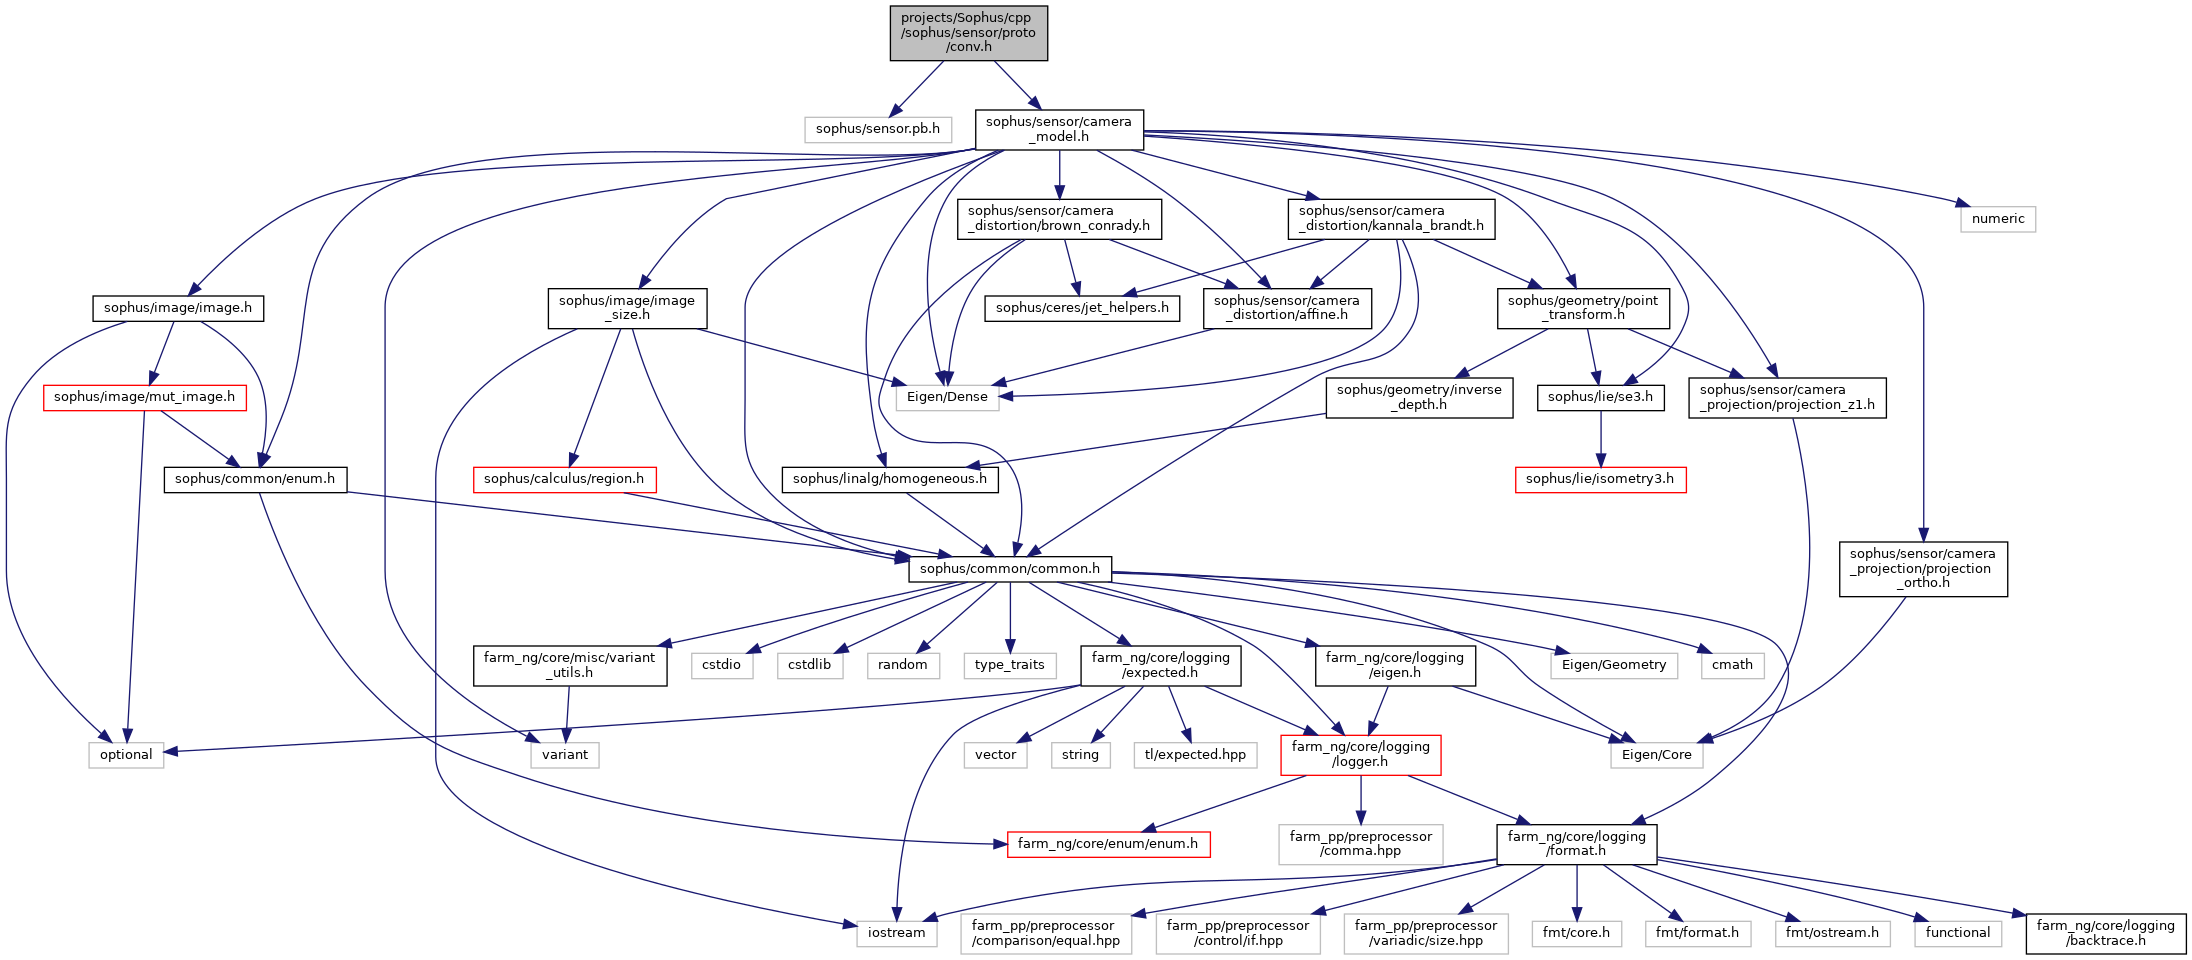 projects/Sophus/cpp
/sophus/sensor/proto
/conv.h
sophus/sensor.pb.h
sophus/sensor/camera
_model.h
sophus/sensor/camera
_distortion/brown_conrady.h
sophus/sensor/camera
_distortion/kannala_brandt.h
numeric
sophus/image/image.h
sophus/image/image
_size.h
sophus/ceres/jet_helpers.h
sophus/sensor/camera
_distortion/affine.h
sophus/geometry/point
_transform.h
sophus/image/mut_image.h
Eigen/Dense
sophus/geometry/inverse
_depth.h
sophus/lie/se3.h
sophus/sensor/camera
_projection/projection_z1.h
sophus/common/enum.h
sophus/calculus/region.h
sophus/linalg/homogeneous.h
sophus/lie/isometry3.h
sophus/common/common.h
sophus/sensor/camera
_projection/projection
_ortho.h
farm_ng/core/misc/variant
_utils.h
cstdio
cstdlib
random
type_traits
farm_ng/core/logging
/expected.h
farm_ng/core/logging
/eigen.h
Eigen/Geometry
cmath
optional
variant
vector
string
tl/expected.hpp
farm_ng/core/logging
/logger.h
Eigen/Core
farm_ng/core/enum/enum.h
farm_pp/preprocessor
/comma.hpp
farm_ng/core/logging
/format.h
iostream
farm_pp/preprocessor
/comparison/equal.hpp
farm_pp/preprocessor
/control/if.hpp
farm_pp/preprocessor
/variadic/size.hpp
fmt/core.h
fmt/format.h
fmt/ostream.h
functional
farm_ng/core/logging
/backtrace.h